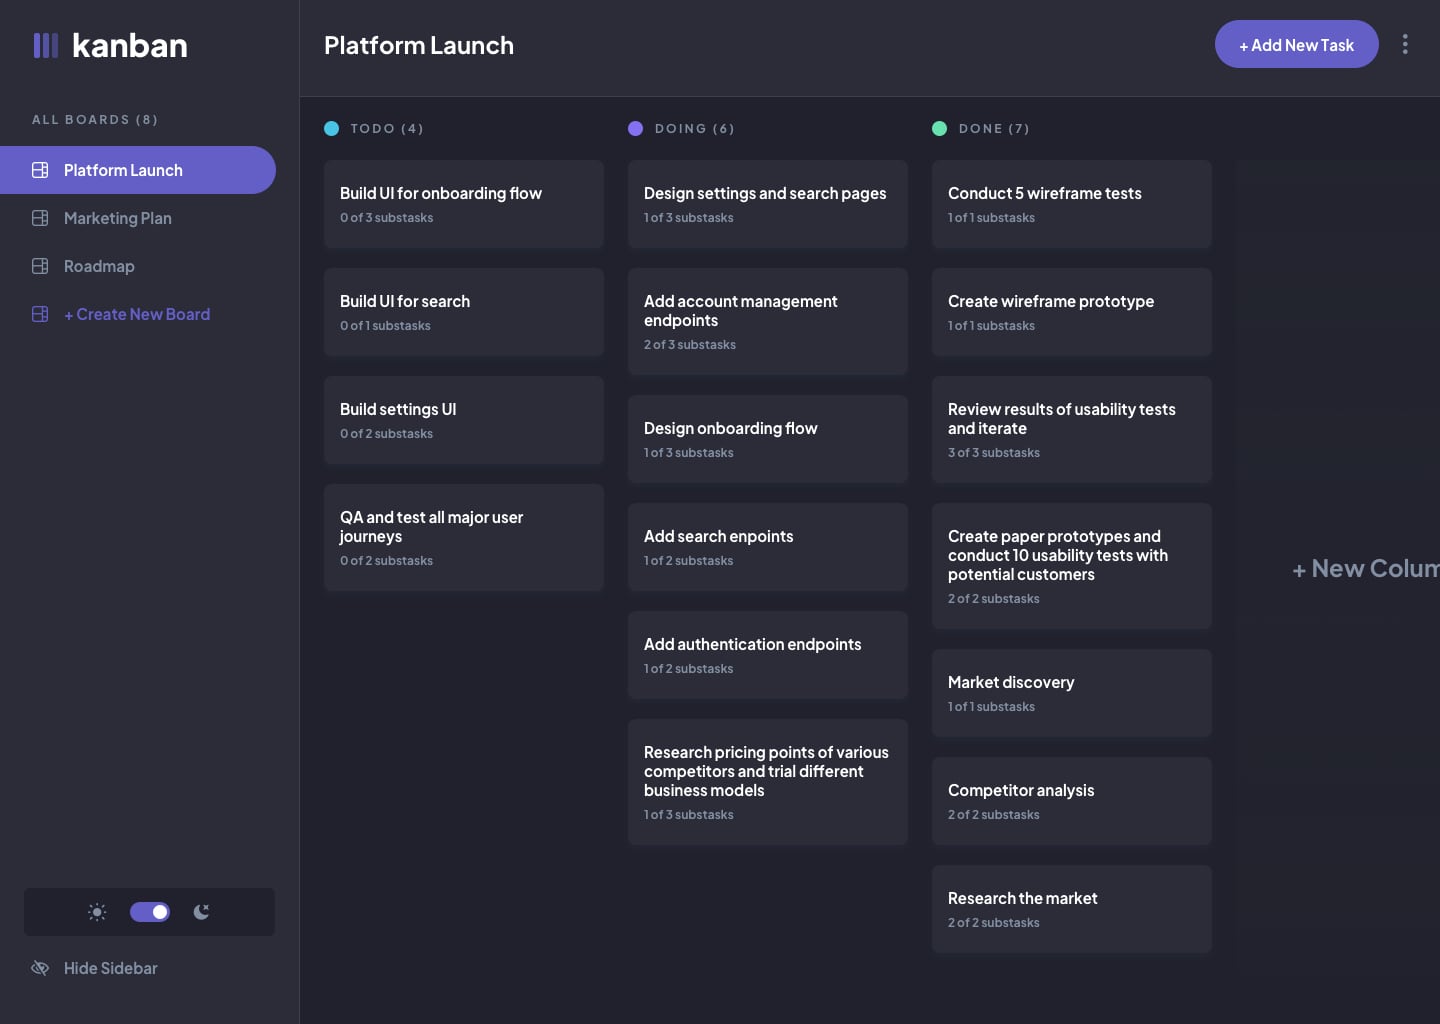 kanban
ALL BOARDS (8)
Platform Launch
Marketing Plan
Roadmap
+ Create New Board
Hide Sidebar
Platform Launch
+ Add New Task
TODO (4)
Build UI for onboarding flow
0 of 3 substasks
Build UI for search
0 of 1 substasks
Build settings UI
0 of 2 substasks
QA and test all major user
journeys
0 of 2 substasks
DOING (6)
Design settings and search pages
1 of 3 substasks
Add account management
endpoints
2 of 3 substasks
Design onboarding flow
1 of 3 substasks
Add search enpoints
1 of 2 substasks
Add authentication endpoints
1 of 2 substasks
Research pricing points of various
competitors and trial different
business models
1 of 3 substasks
DONE (7)
Conduct 5 wireframe tests
1 of 1 substasks
Create wireframe prototype
1 of 1 substasks
Review results of usability tests
and iterate
3 of 3 substasks
Create paper prototypes and
conduct 10 usability tests with
potential customers
2 of 2 substasks
Market discovery
1 of 1 substasks
Competitor analysis
2 of 2 substasks
Research the market
2 of 2 substasks
+ New Colum